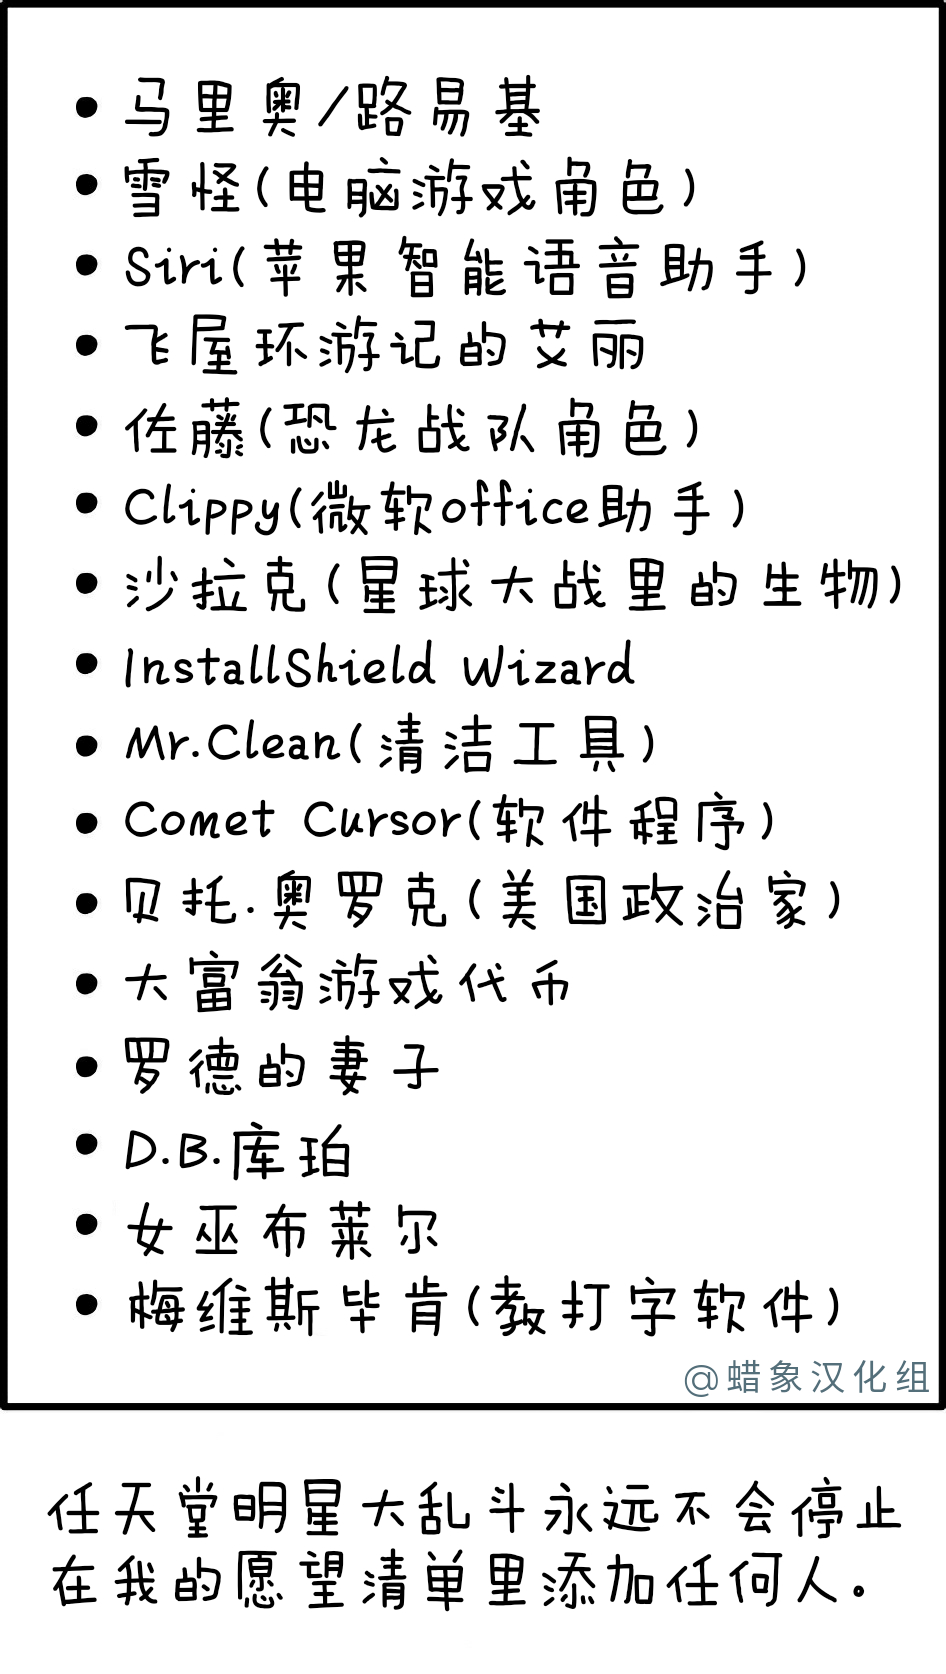 • 马里奥/路易基
• 雪怪(电脑游戏角色)
• Siri(苹果智能语音助手)
• 飞屋环游记的艾丽
• 佐藤(恐龙战队角色)
• Clippy(微软office助手)
• 沙拉克(星球大战里的生物)
• InstallShield Wizard
• Mr.Clean(清洁工具)
• Comet Cursor(软件程序)
• 贝托·奥罗克(美国政治家)
• 大富翁游戏代币
• 罗德的妻子
• D.B.库珀
• 女巫布莱尔
• 梅维斯毕肯(教打字软件)
@蜡象汉化组
任天堂明星大乱斗永远不会停止
在我的愿望清单里添加任何人。